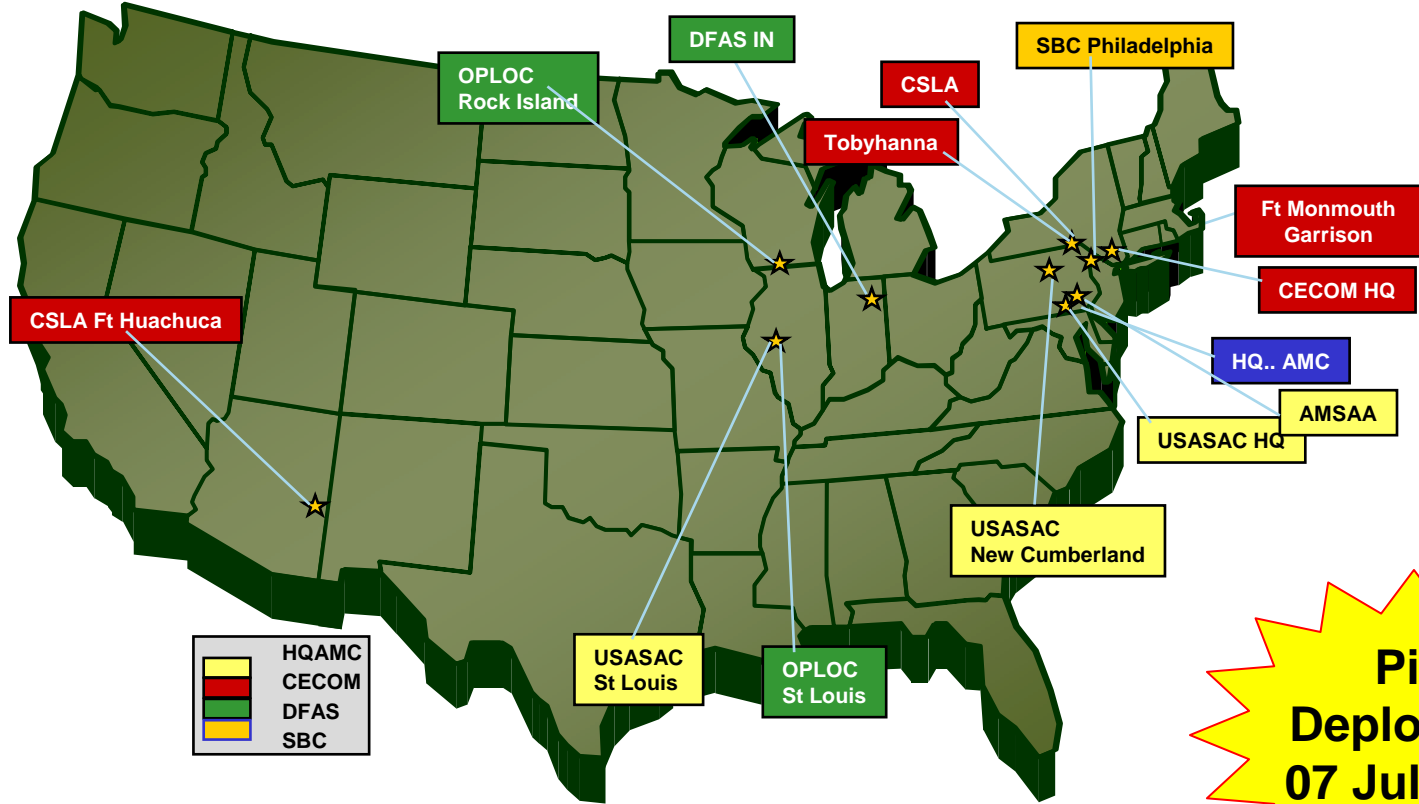 DFAS IN
SBC Philadelphia
OPLOC
Rock Island
CSLA
Tobyhanna
Ft Monmouth
Garrison
CECOM HQ
CSLA Ft Huachuca
HQ.. AMC
AMSAA
USASAC HQ
USASAC
New Cumberland
USASAC
St Louis
OPLOC
St Louis
HQAMC
CECOM
DFAS
SBC
Pi
Deplo
07 Jul